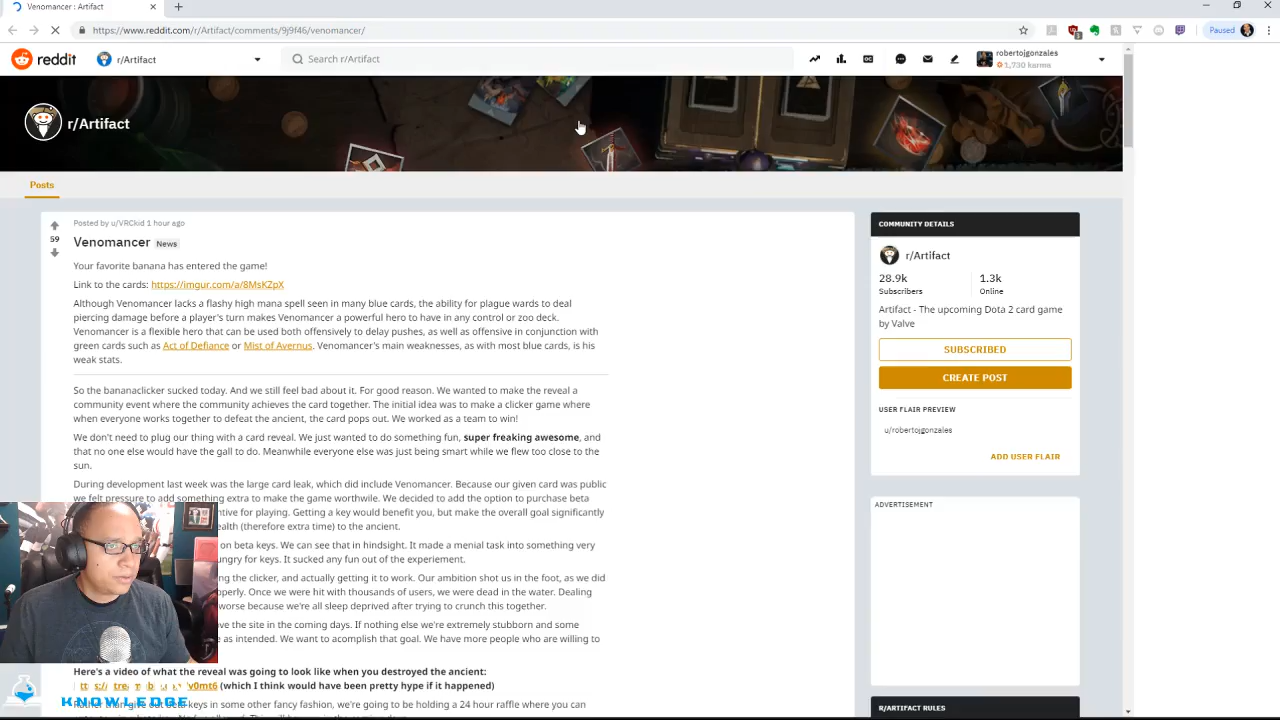 Venomancer : Artifact
https://www.reddit.com/r/Artifact/comments/9j9f46/venomancer/
Paused
reddit
r/Artifact
Search r/Artifact
robertojgonzales
1,730 karma
r/Artifact
Posts
Posted by u/VRCkid 1 hour ago
59
Venomancer News
Your favorite banana has entered the game!
Link to the cards: https://imgur.com/a/8MsKZpX
Although Venomancer lacks a flashy high mana spell seen in many blue cards, the ability for plague wards to deal
piercing damage before a player's turn makes Venomancer a powerful hero to have in any control or zoo deck.
Venomancer is a flexible hero that can be used both offensively to delay pushes, as well as offensive in conjunction with
green cards such as Act of Defiance or Mist of Avernus. Venomancer's main weaknesses, as with most blue cards, is his
weak stats.
So the bananaclicker sucked today. And we still feel bad about it. For good reason. We wanted to make the reveal a
community event where the community achieves the card together. The initial idea was to make a clicker game where
when everyone works together to defeat the ancient, the card pops out. We worked as a team to win!
We don't need to plug our thing with a card reveal. We just wanted to do something fun, super freaking awesome, and
that no one else would have the gall to do. Meanwhile everyone else was just being smart while we flew too close to the
sun.
During development last week was the large card leak, which did include Venomancer. Because our given card was public
we felt pressure to add something extra to make the game worthwile. We decided to add the option to purchase beta
ntive for playing. Getting a key would benefit you, but make the overall goal significantly
ealth (therefore extra time) to the ancient.
on beta keys. We can see that in hindsight. It made a menial task into something very
ungry for keys. It sucked any fun out of the experiement.
ng the clicker, and actually getting it to work. Our ambition shot us in the foot, as we did
operly. Once we were hit with thousands of users, we were dead in the water. Dealing
worse because we're all sleep deprived after trying to crunch this together.
ove the site in the coming days. If nothing else we're extremely stubborn and some
e as intended. We want to acomplish that goal. We have more people who are willing to
Here's a video of what the reveal was going to look like when you destroyed the ancient:
(which I think would have been pretty hype if it happened)
keys in some other fancy fashion, we're going to be holding a 24 hour raffle where you can
KNOWLEDGE
COMMUNITY DETAILS
r/Artifact
28.9k 1.3k
Subscribers Online
Artifact - The upcoming Dota 2 card game
by Valve
SUBSCRIBED
CREATE POST
USER FLAIR PREVIEW
u/robertojgonzales
ADD USER FLAIR
ADVERTISEMENT
R/ARTIFACT RULES